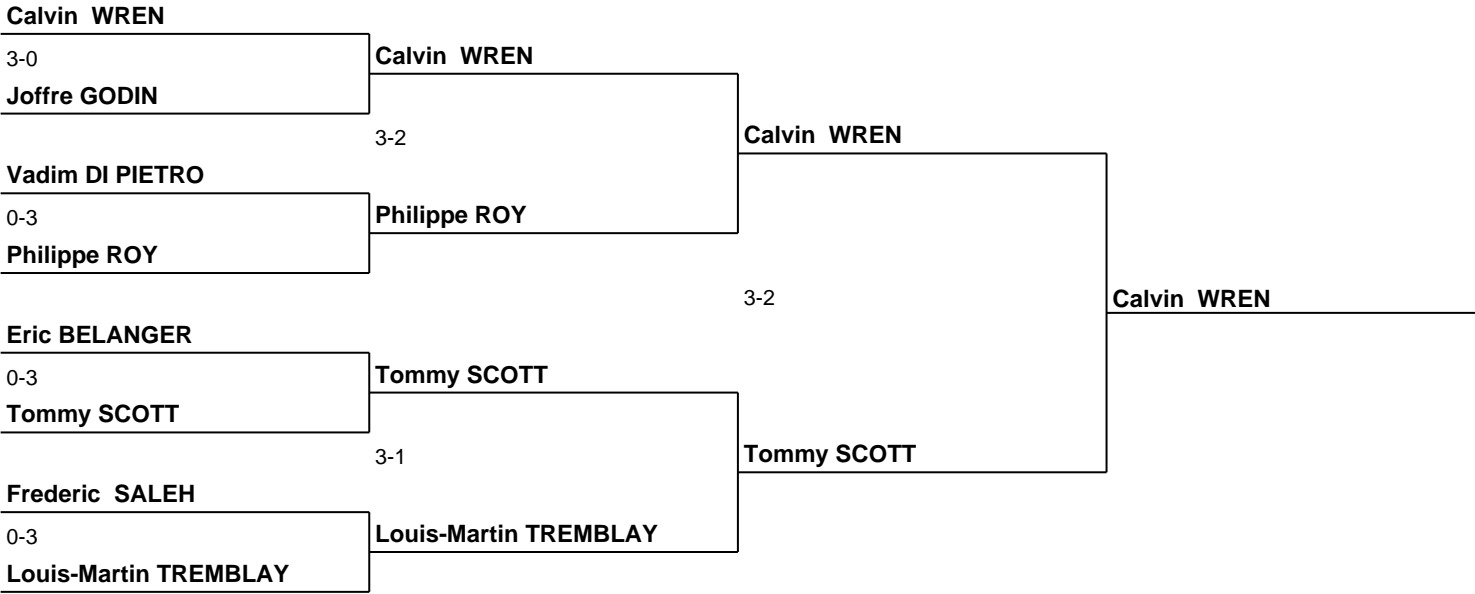 Calvin  WREN
3-0
Calvin  WREN
Joffre GODIN
3-2
Calvin  WREN
Vadim DI PIETRO
0-3
Philippe ROY
Philippe ROY
3-2
Calvin  WREN
Eric BELANGER
0-3
Tommy SCOTT
Tommy SCOTT
3-1
Tommy SCOTT
Frederic  SALEH
0-3
Louis-Martin TREMBLAY
Louis-Martin TREMBLAY